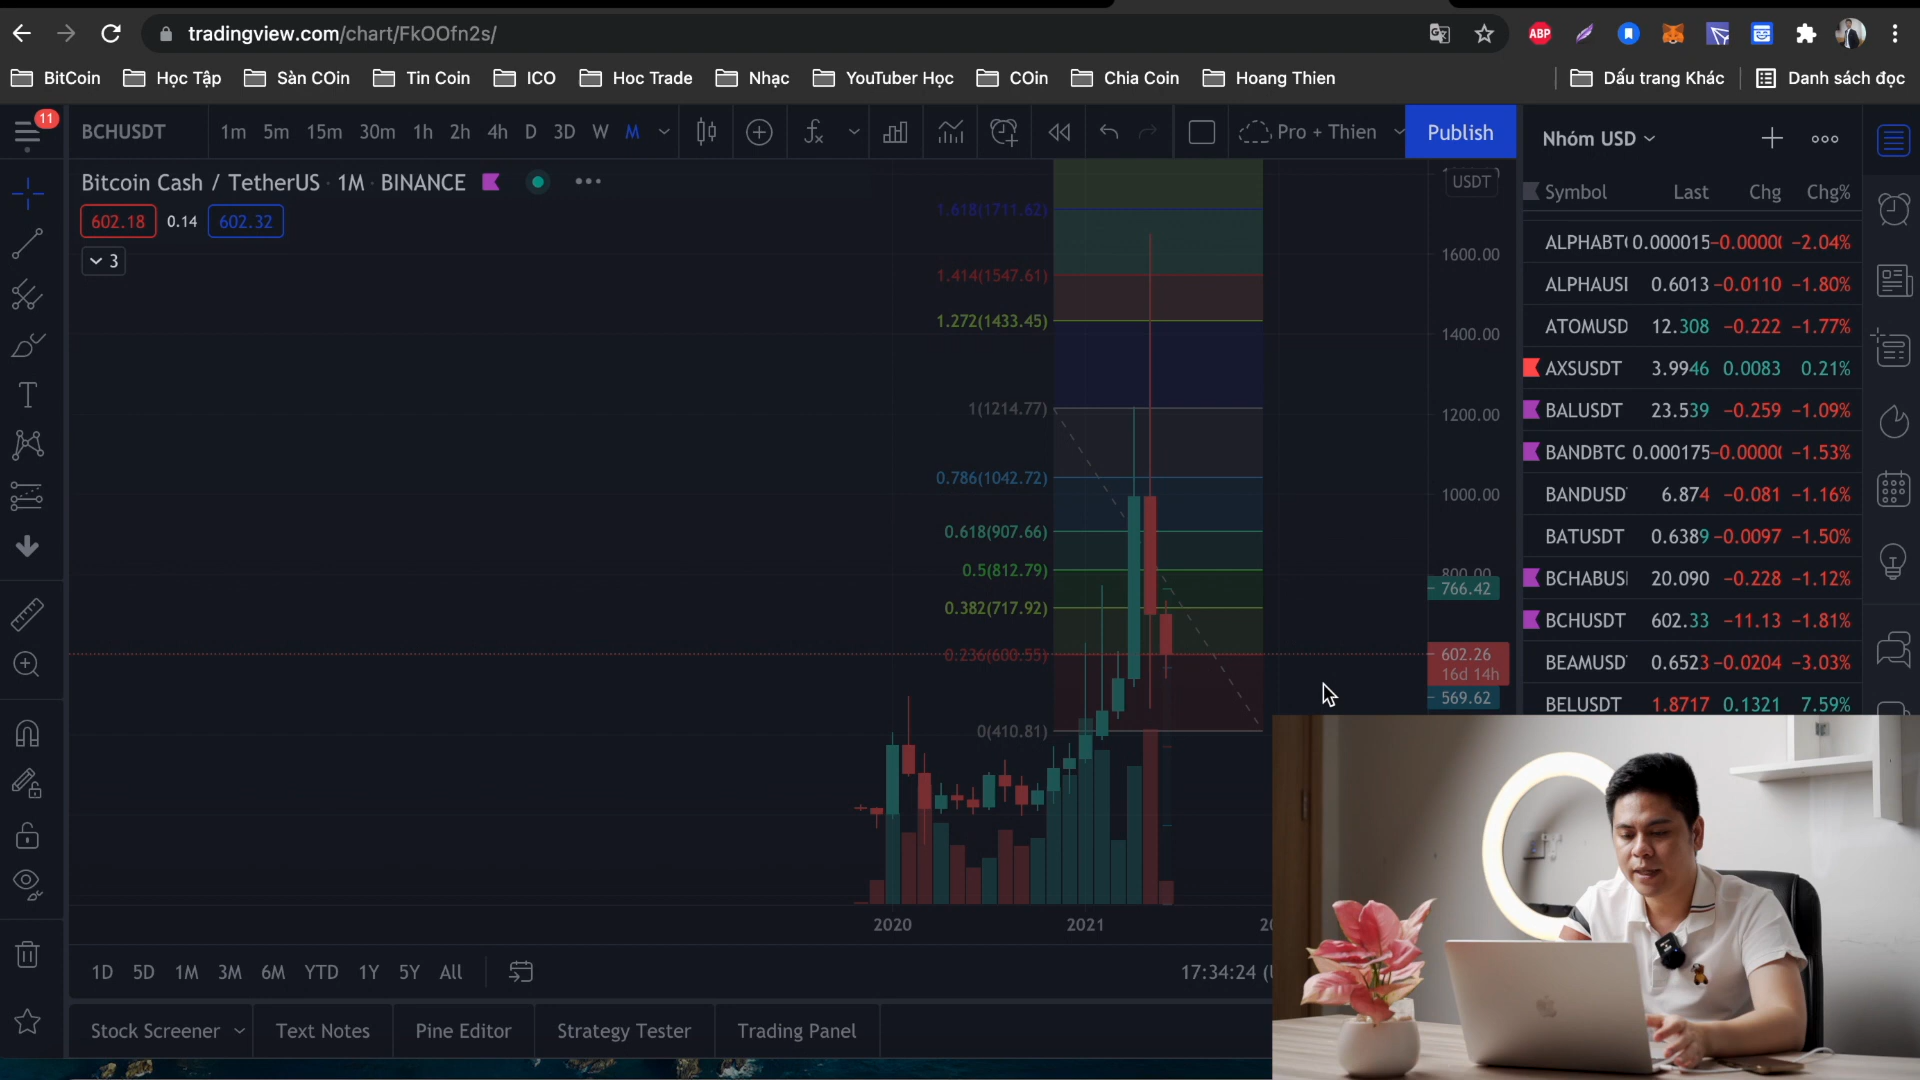 tradingview.com/chart/FkOOfn2s/
ABP
BitCoin Học Tập Sàn COin Tin Coin ICO Hoc Trade Nhạc YouTuber Học COin Chia Coin Hoang Thien Dấu trang Khác Danh sách đọc
11
BCHUSDT 1m 5m 15m 30m 1h 2h 4h D 3D W M Pro + Thien Publish
Nhóm USD
Bitcoin Cash / TetherUS · 1M · BINANCE
USDT
Symbol Last Chg Chg%
602.18 0.14 602.32
3
1.618(1711.62)
1.414(1547.61)
1.272(1433.45)
1(1214.77)
0.786(1042.72)
0.618(907.66)
0.5(812.79)
0.382(717.92)
0.236(600.55)
0(410.81)
1600.00
1400.00
1200.00
1000.00
800.00
766.42
602.26
16d 14h
569.62
ALPHABT 0.000015 −0.0000 −2.04%
ALPHAUSI 0.6013 −0.0110 −1.80%
ATOMUSD 12.308 −0.222 −1.77%
AXSUSDT 3.9946 0.0083 0.21%
BALUSDT 23.539 −0.259 −1.09%
BANDBTC 0.000175 −0.0000 −1.53%
BANDUSD 6.874 −0.081 −1.16%
BATUSDT 0.6389 −0.0097 −1.50%
BCHABUS 20.090 −0.228 −1.12%
BCHUSDT 602.33 −11.13 −1.81%
BEAMUSD 0.6523 −0.0204 −3.03%
BELUSDT 1.8717 0.1321 7.59%
2020 2021
1D 5D 1M 3M 6M YTD 1Y 5Y All
17:34:24 (U
Stock Screener Text Notes Pine Editor Strategy Tester Trading Panel